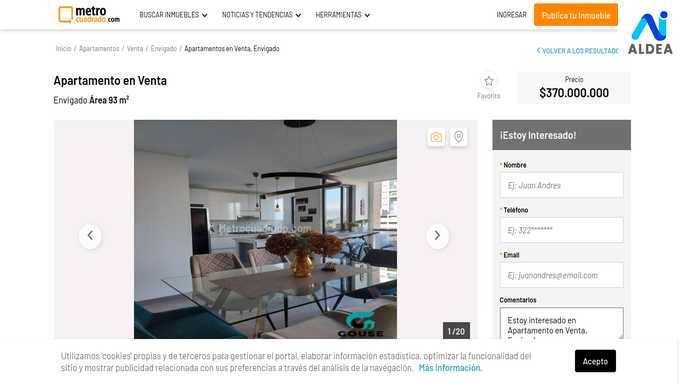 metro
cuadrado.com
BUSCAR INMUEBLES
NOTICIAS Y TENDENCIAS
HERRAMIENTAS
INGRESAR
Publica tu Inmueble
ALDEA
Inicio / Apartamentos / Venta / Envigado / Apartamentos en Venta, Envigado
VOLVER A LOS RESULTAD
Apartamento en Venta
Envigado Área 93 m²
Favorito
Precio
$370.000.000
¡Estoy Interesado!
* Nombre
Ej: Juan Andres
* Teléfono
Ej: 322*******
* Email
Ej: juanandres@email.com
Comentarios
Estoy interesado en
Apartamento en Venta,
Metrocuadrado.com
GOUSE
1 / 20
Utilizamos 'cookies' propias y de terceros para gestionar el portal, elaborar información estadística, optimizar la funcionalidad del
sitio y mostrar publicidad relacionada con sus preferencias a través del análisis de la navegación. Más Información.
Acepto